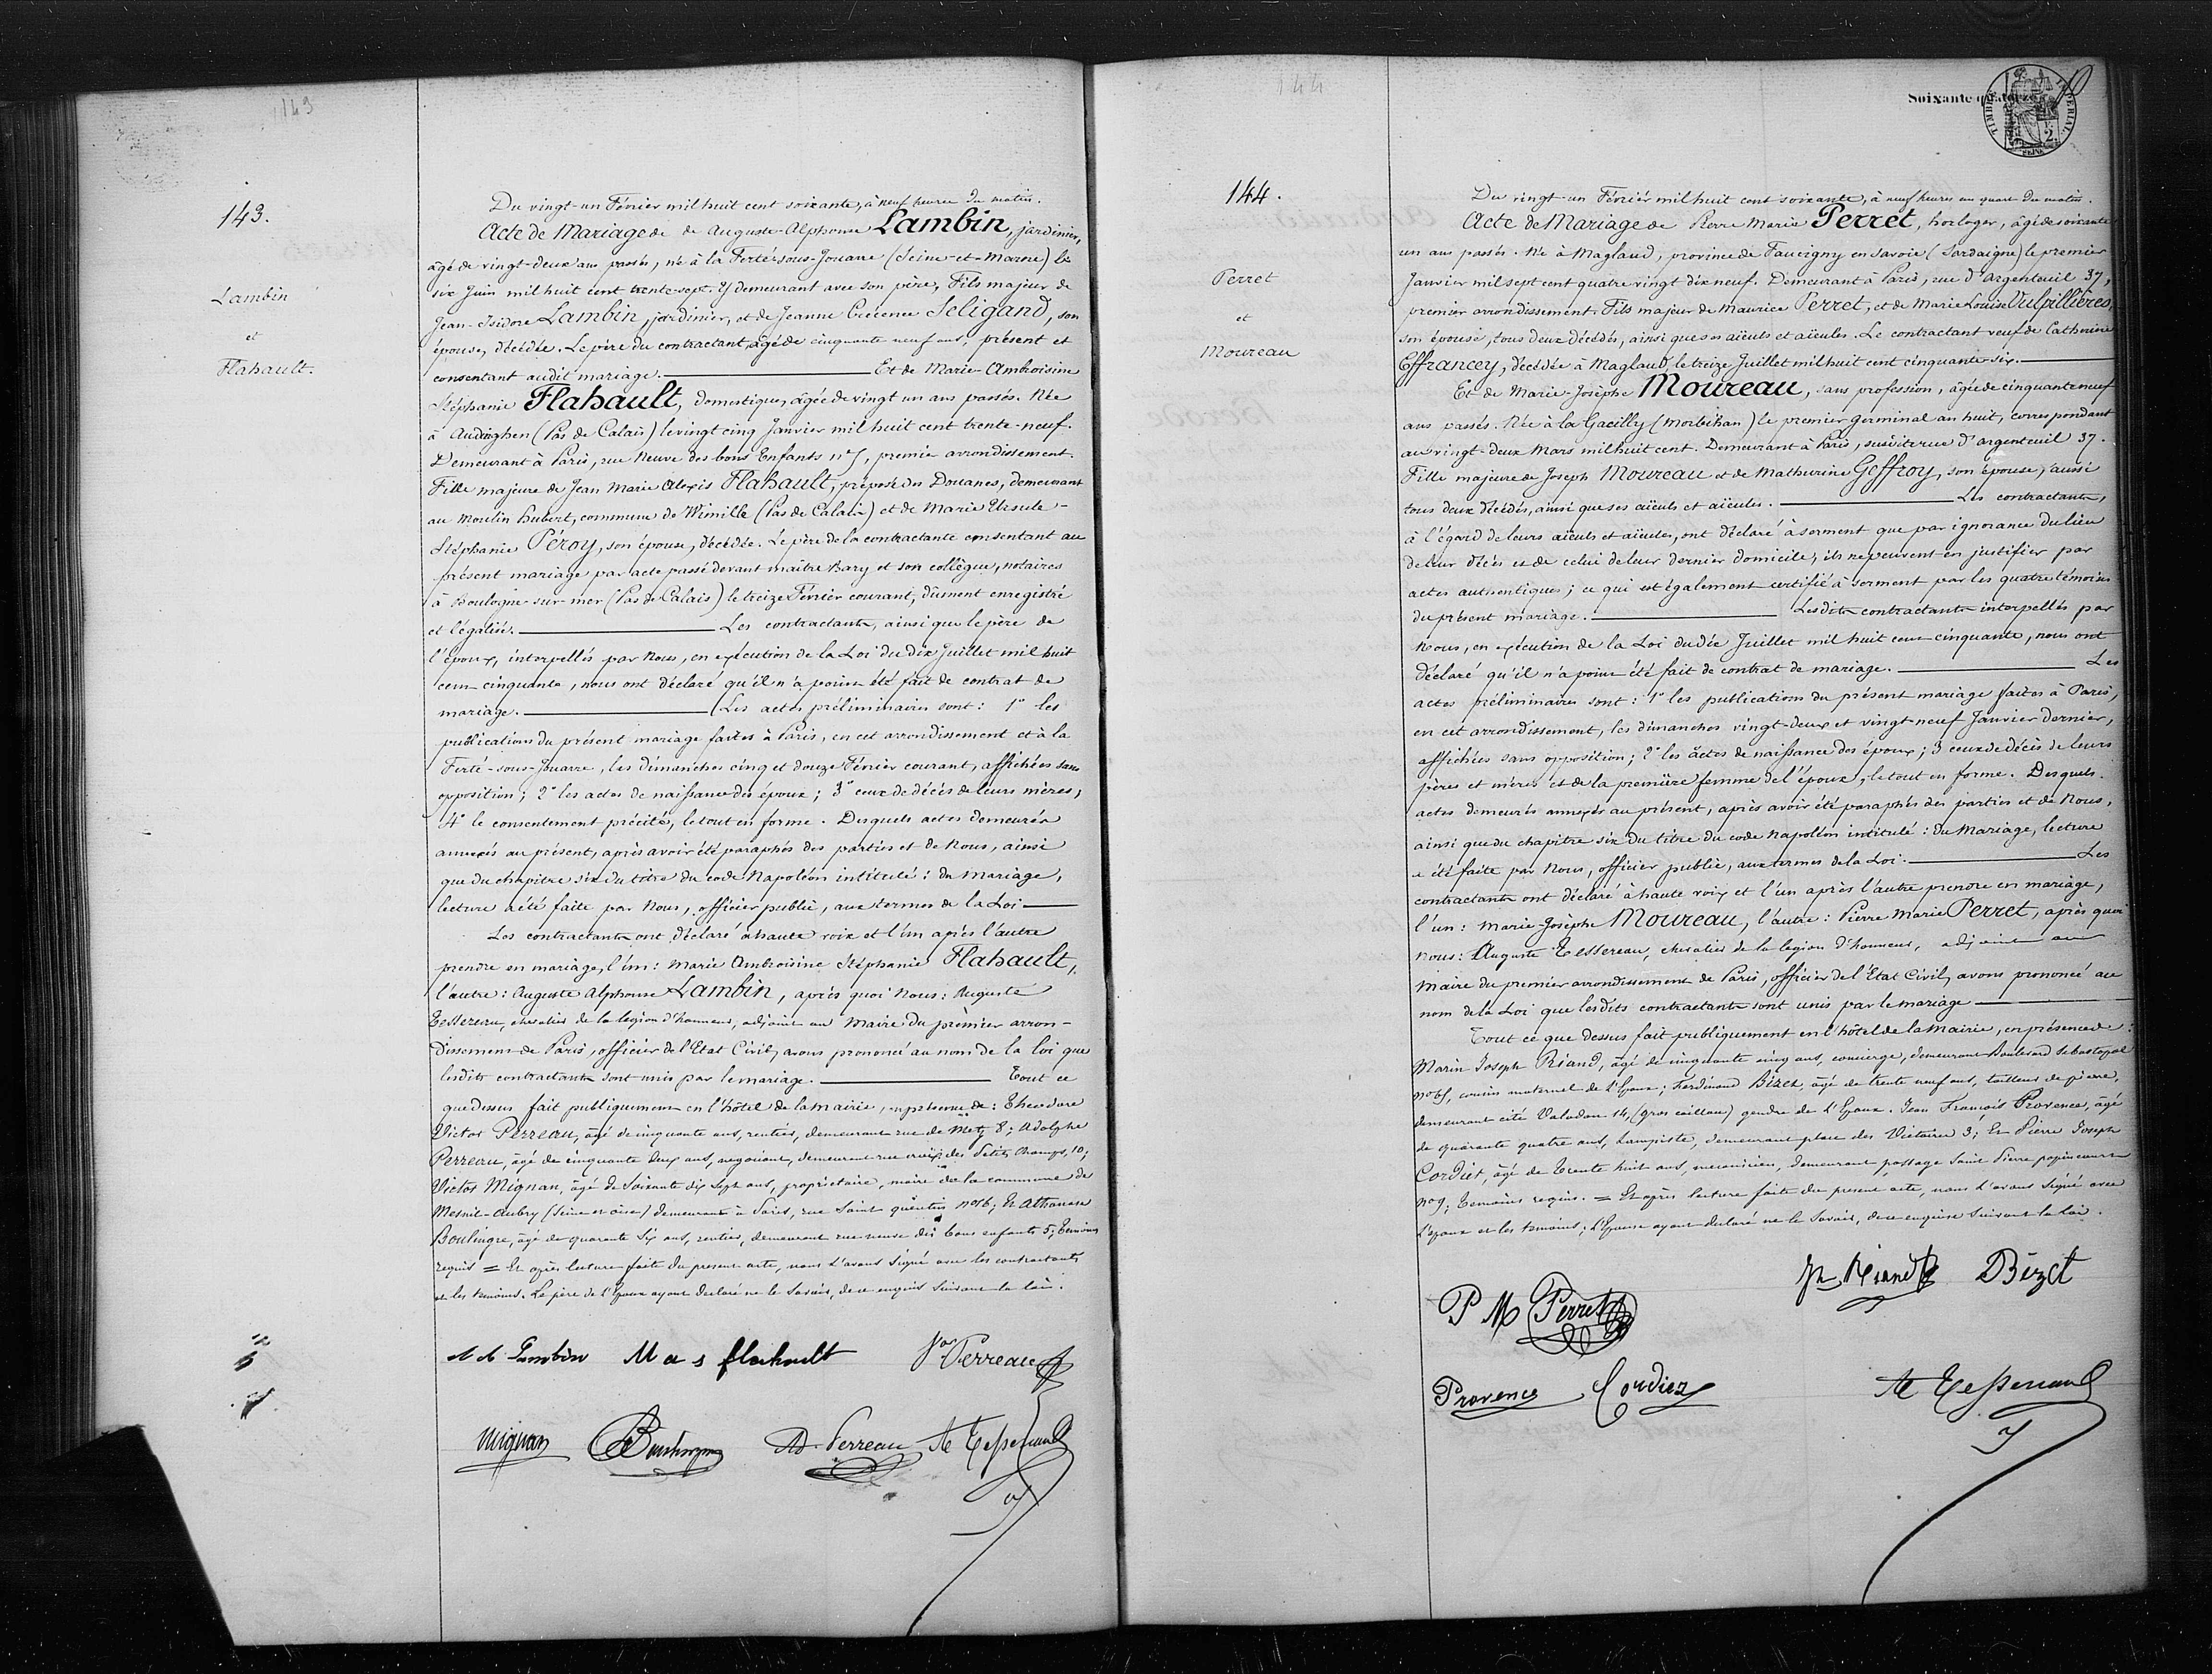 143
143.
Lambin
et
Flahault.
Du vingt-un Février mil huit cent soixante, à neuf heures du matin.
Acte de Mariage de de Auguste-Alphonse Lambin, jardinier,
âgé de vingt-deux ans passés, né à la Ferté-sous-Jouarre (Seine-et-Marne) le
six Juin mil huit cent trente-sept. Y demeurant avec son père, Fils majeur de
Jean-Isidore Lambin, jardinier, et de Jeanne Crécence Seligand, son
épouse, décédée. Le père du contractant, âgé de cinquante neuf ans, présent et
consentant audit mariage. Et de Marie-Ambroisine
Stéphanie Flahault, domestique, âgée de vingt un ans passés. Née
à Audinghen (Pas de Calais) le vingt cinq Janvier mil huit cent trente-neuf.
Demeurant à Paris, rue Neuve des bons Enfants n° 5, premier arrondissement.
Fille majeure de Jean Marie Alexis Flahault, préposé des Douanes, demeurant
au Moulin hubert, commune de Wimille (Pas de Calais) et de Marie Ursule-
Stéphanie Péroy, son épouse, décédée. Le père de la contractante consentant au
présent mariage par acte passé devant maître Bary et son collègue, notaires
à Boulogne-sur-mer (Pas de Calais) le treize Février courant, dûment enregistré
et légalisé. Les contractants, ainsi que le père de
l'époux, interpellés par Nous, en exécution de la Loi du dix Juillet mil huit
cent cinquante, nous ont déclaré qu'il n'a point été fait de contrat de
mariage. Les actes préliminaires sont: 1° les
publications du présent mariage faites à Paris, en cet arrondissement et à la
Ferté-sous-Jouarre, les dimanches cinq et douze Février courant, affichées sans
opposition; 2° les actes de naissance des époux; 3° ceux de décès de leurs mères;
4° le consentement précité, le tout en forme. Desquels actes demeurés
annexés au présent, après avoir été paraphés des parties et de Nous, ainsi
que du chapitre six du titre du code Napoléon intitulé: du Mariage,
lecture a été faite par Nous, officier public, aux termes de la Loi
Les contractants ont déclaré à haute voix et l'un après l'autre
prendre en mariage, l'un: Marie Ambroisine Stéphanie Flahault,
l'autre: Auguste Alphonse Lambin, après quoi Nous: Auguste
Tessereau, chevalier de la légion d'honneur, adjoint au Maire du premier arron-
dissement de Paris, officier de l'Etat Civil, avons prononcé au nom de la loi que
lesdits contractants sont unis par le mariage. Tout ce
que dessus fait publiquement en l'hôtel de la mairie, en présence de: Theodore
Victor Perreau, âgé de cinquante ans, rentier, demeurant rue de Metz 8; Adolphe
Perreau, âgé de cinquante deux ans, négociant, demeurant rue croix des Petits Champs, 10;
Victor Mignan, âgé de Soixante dix sept ans, propriétaire, maire de la commune de
Mesnil-Aubry (Seine et oise) demeurant à Paris, rue Saint quentin n° 16; Et Athanase
Boulingre, âgé de quarante Six ans, rentier, demeurant rue neuve des bons enfants 5; Témoins
requis = Et après lecture faite du present acte, nous l'avons Signé avec les contractants
et les témoins. Le père de l'Epoux ayant declaré ne le Savoir, de ce enquis Suivant la loi.
A A Lambin M a s flahault Vor Perreau
Mignan Boulingre Ad. Perreau Ate Tessereau
144
Soixante quatorze
TIMBRE IMPERIAL
SEINE
144.
Perret
et
Moureau
Du vingt-un Février mil huit cent soixante, à neuf heures un quart du matin.
Acte de Mariage de Pierre Marie Perret, horloger, âgé de soixante
un ans passés. Né à Maglaud, province de Faucigny en Savoie (Sardaigne) le premier
Janvier mil sept cent quatre vingt dix neuf. Demeurant à Paris, rue d'argenteuil 37,
premier arrondissement. Fils majeur de Maurice Perret, et de Marie Louise Vulpillières,
son épouse, tous deux décédés, ainsi que ses aïeuls et aïeules. Le contractant veuf de Catherine
Effrancey, décédée à Maglaud, le treize Juillet mil huit cent cinquante-six.
Et de Marie-Josèphe Moureau, sans profession, âgée de cinquante neuf
ans passés. Née à la Gacilly (Morbihan) le premier Germinal an huit, correspondant
au vingt-deux Mars mil huit cent. Demeurant à Paris, susdite rue d'argenteuil 37.
Fille majeure de Joseph Moureau et de Mathurine Geffroy, son épouse, aussi
tous deux décédés, ainsi que ses aïeuls et aïeules. Les contractants,
à l'égard de leurs aïeuls et aïeules, ont déclaré à serment que par ignorance du lieu
de leur décès et de celui de leur dernier domicile, ils ne peuvent en justifier par
actes authentiques; ce qui est également certifié à serment par les quatre témoins
du présent mariage. Lesdits contractants interpellés par
Nous, en exécution de la Loi du dix Juillet mil huit cent cinquante, nous ont
déclaré qu'il n'a point été fait de contrat de mariage. Les
actes préliminaires sont: 1° les publications du présent mariage faites à Paris,
en cet arrondissement, les dimanches vingt-deux et vingt-neuf Janvier dernier,
affichées sans opposition; 2° les actes de naissance des époux; 3° ceux de décès de leurs
pères et mères et de la première femme de l'époux, le tout en forme. Desquels
actes demeurés annexés au présent, après avoir été paraphés des parties et de Nous,
ainsi que du chapitre six du titre du code Napoléon intitulé: du Mariage, lecture
a été faite par Nous, officier public, aux termes de la Loi. Les
contractants ont déclaré à haute voix et l'un après l'autre prendre en mariage,
l'un: Marie-Josèphe Moureau, l'autre: Pierre Marie Perret, après quoi
nous: Auguste Tessereau, chevalier de la légion d'honneur, adjoint au
Maire du premier arrondissement de Paris, officier de l'Etat Civil, avons prononcé au
nom de la Loi que lesdits contractants sont unis par le mariage
Tout ce que dessus fait publiquement en l'hôtel de la Mairie, en présence de:
Marin Joseph Riand, âgé de cinquante cinq ans, concierge, demeurant Boulevard Sebastopol
n° 65, cousin maternel de l'Epoux; Ferdinand Bizet, âgé de trente neuf ans, tailleur de pierre,
demeurant cité Valadon 14, (gros caillou) gendre de l'Epoux. Jean François Provence, âgé
de quarante quatre ans, Lampiste, demeurant place des Victoires 3; Et Pierre Joseph
Cordiet, âgé de trente huit ans, mécanicien, demeurant passage Saint Pierre popincourt
n° 9; Témoins requis. = Et après lecture faite du present acte, nous l'avons Signé avec
l'epoux et les témoins; l'Epouse ayant declaré ne le Savoir, de ce enquise Suivant la loi.
P M Perret Jh Riand Bizet
Provence Cordiez Ate Tessereau